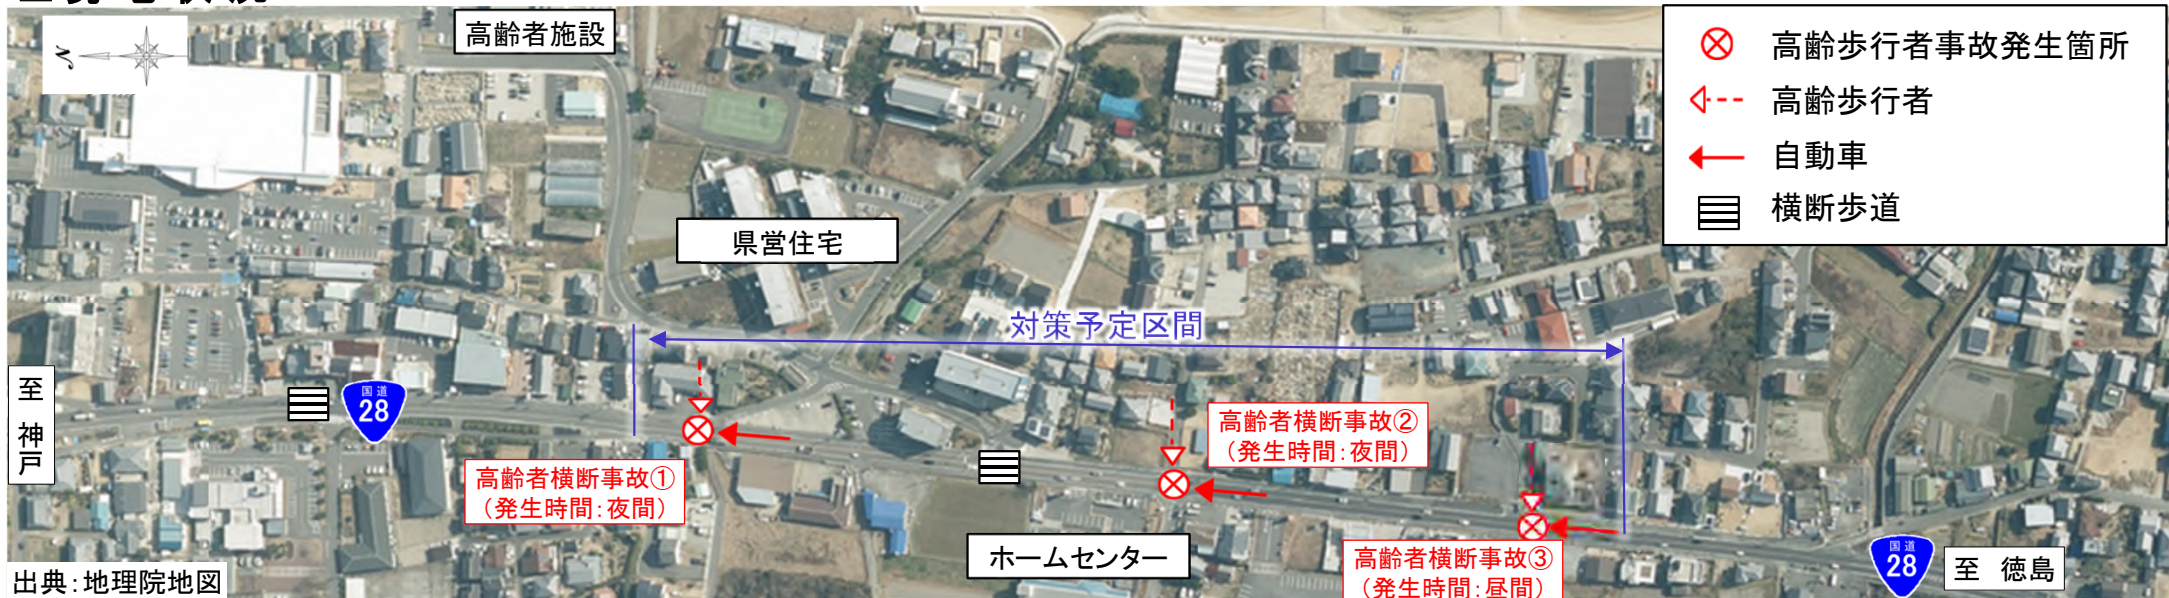 高齢者施設
高齢歩行者事故発生箇所
高齢歩行者
自動車
横断歩道
県営住宅
対策予定区間
至
神戸
国道
28
高齢者横断事故①
(発生時間:夜間)
高齢者横断事故②
(発生時間:夜間)
ホームセンター
高齢者横断事故③
(発生時間:昼間)
国道
28
至 徳島
出典:地理院地図